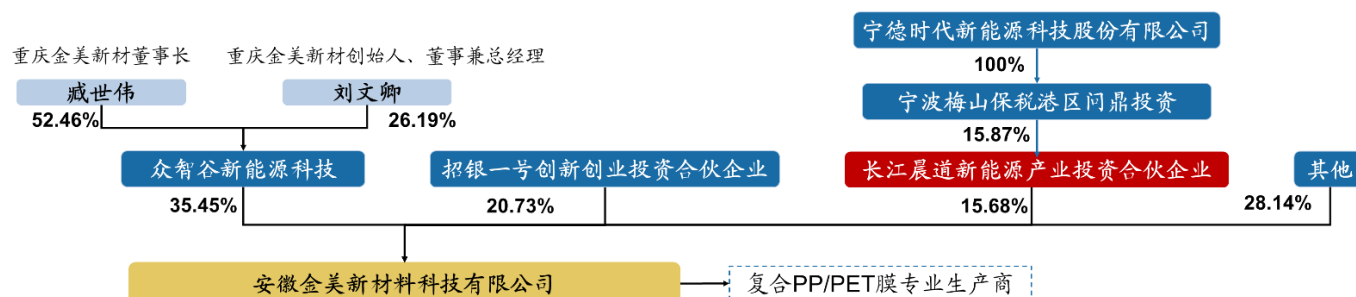 宁德时代新能源科技股份有限公司
100%
重庆金美新材董事长
重庆金美新材创始人、董事兼总经理
臧世伟
刘文卿
宁波梅山保税港区问鼎投资
52.46%
26.19%
15.87%
众智谷新能源科技
招银一号创新创业投资合伙企业
长江晨道新能源产业投资合伙企业
其他
35.45%
20.73%
15.68%
28.14%
安徽金美新材料科技有限公司
复合PP/PET膜专业生产商